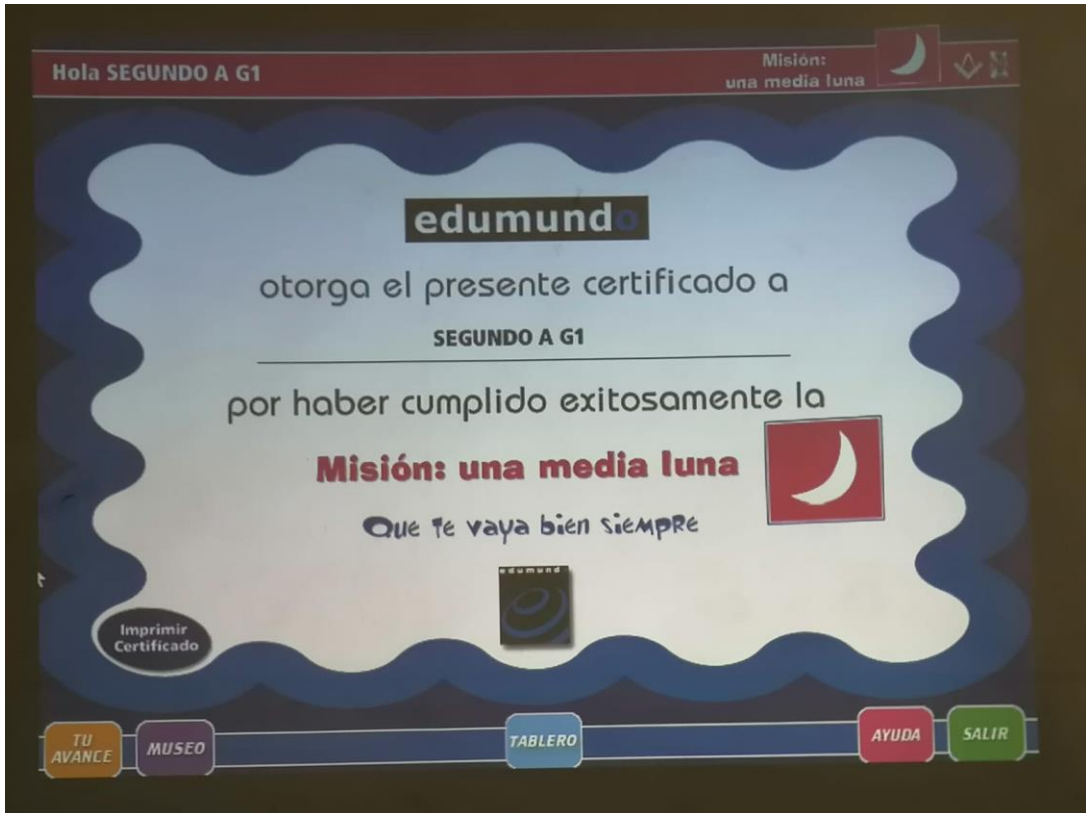 Hola SEGUNDO A G1
Misión:
una media luna
edumundo
otorga el presente certificado a
SEGUNDO A G1
por haber cumplido exitosamente la
Misión: una media luna
Que te vaya bien siempre
edumund
Imprimir
Certificado
TU
AVANCE
MUSEO
TABLERO
AYUDA
SALIR